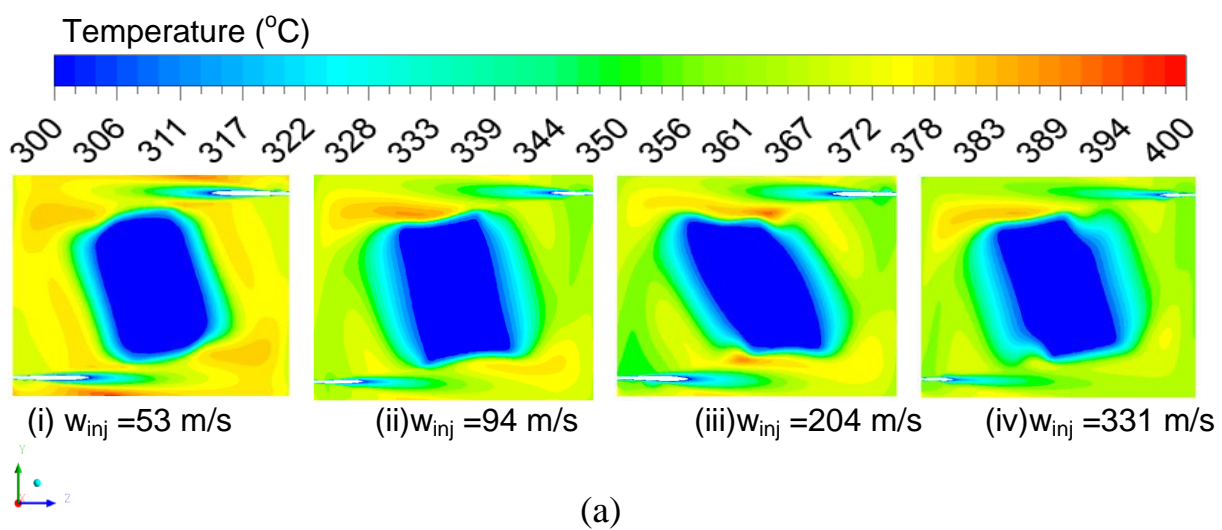 Temperature (°C)
300 306 311 317 322 328 333 339 344 350 356 361 367 372 378 383 389 394 400
(i) w_inj =53 m/s (ii)w_inj =94 m/s (iii)w_inj =204 m/s (iv)w_inj =331 m/s
Y
X Z
(a)